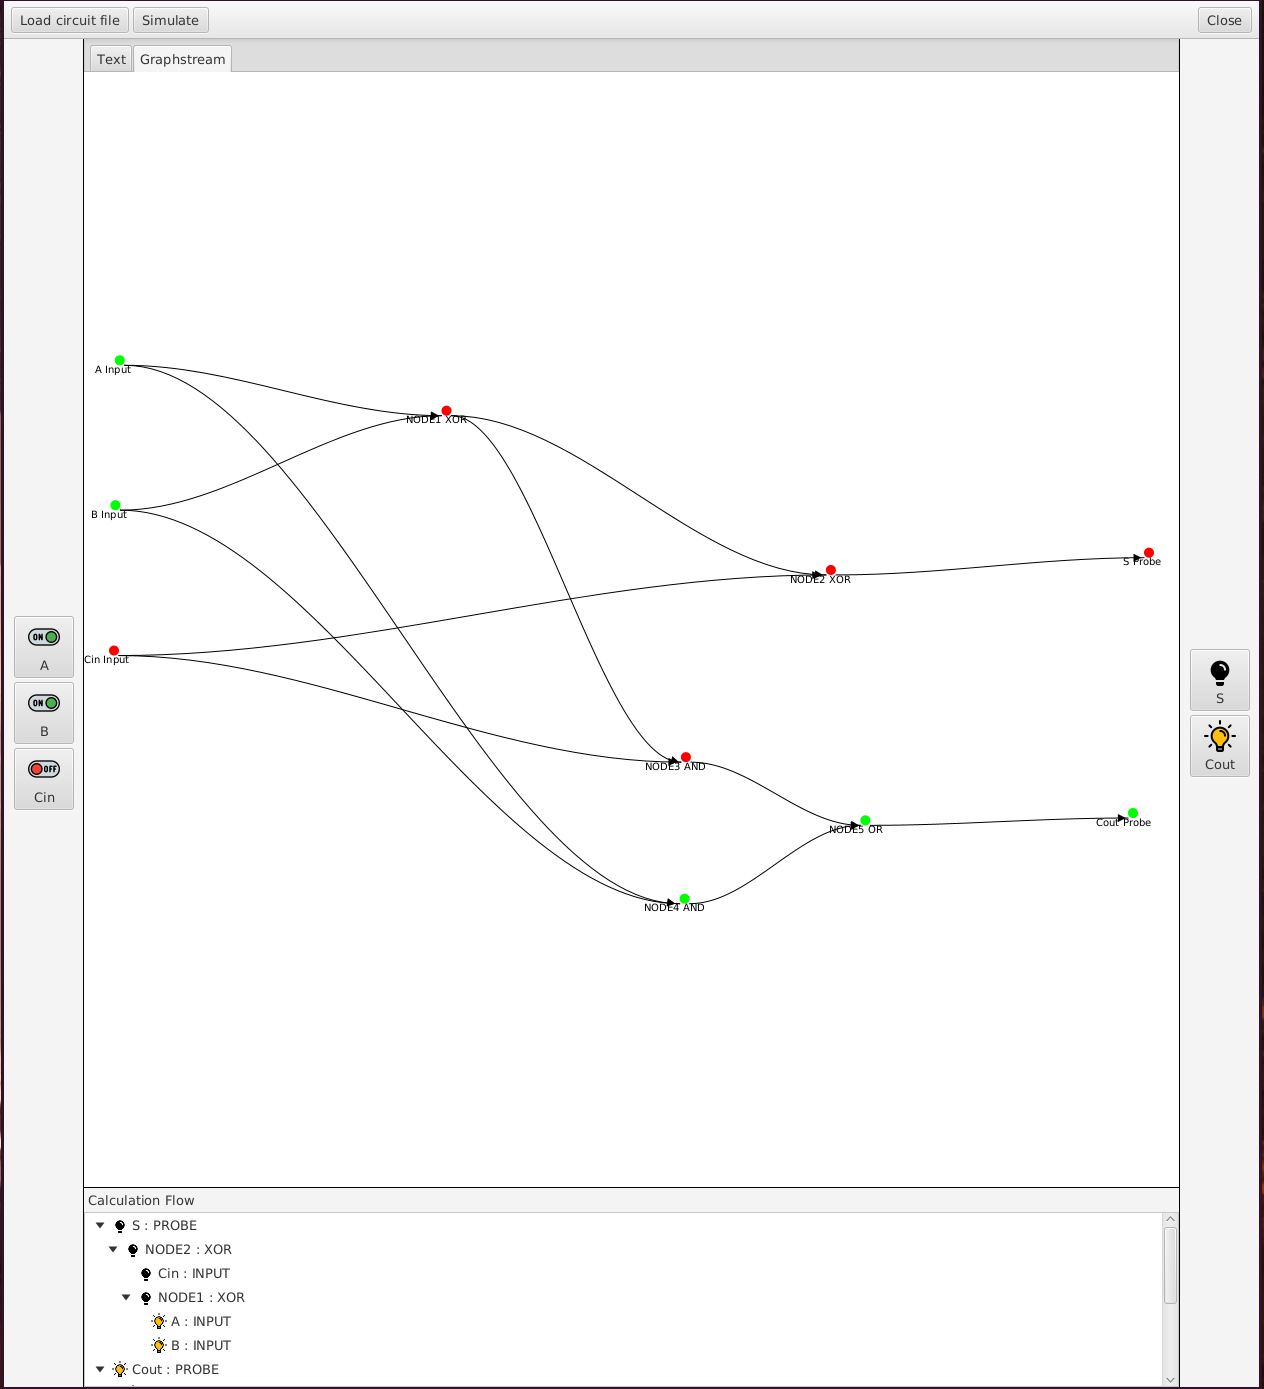 Load circuit file Simulate Close
Text Graphstream
A Input
NODE1 XOR
B Input
S Probe
NODE2 XOR
Cin Input
NODE3 AND
Cout Probe
NODE5 OR
NODE4 AND
ON
A
ON
B
OFF
Cin
S
Cout
Calculation Flow
S : PROBE
NODE2 : XOR
Cin : INPUT
NODE1 : XOR
A : INPUT
B : INPUT
Cout : PROBE